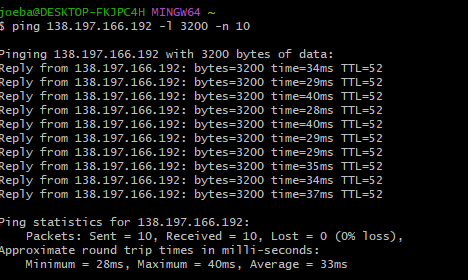 joeba@DESKTOP-FKJPC4H MINGW64 ~
$ ping 138.197.166.192 -l 3200 -n 10
Pinging 138.197.166.192 with 3200 bytes of data:
Reply from 138.197.166.192: bytes=3200 time=34ms TTL=52
Reply from 138.197.166.192: bytes=3200 time=29ms TTL=52
Reply from 138.197.166.192: bytes=3200 time=40ms TTL=52
Reply from 138.197.166.192: bytes=3200 time=28ms TTL=52
Reply from 138.197.166.192: bytes=3200 time=40ms TTL=52
Reply from 138.197.166.192: bytes=3200 time=29ms TTL=52
Reply from 138.197.166.192: bytes=3200 time=29ms TTL=52
Reply from 138.197.166.192: bytes=3200 time=35ms TTL=52
Reply from 138.197.166.192: bytes=3200 time=34ms TTL=52
Reply from 138.197.166.192: bytes=3200 time=37ms TTL=52
Ping statistics for 138.197.166.192:
Packets: Sent = 10, Received = 10, Lost = 0 (0% loss),
Approximate round trip times in milli-seconds:
Minimum = 28ms, Maximum = 40ms, Average = 33ms